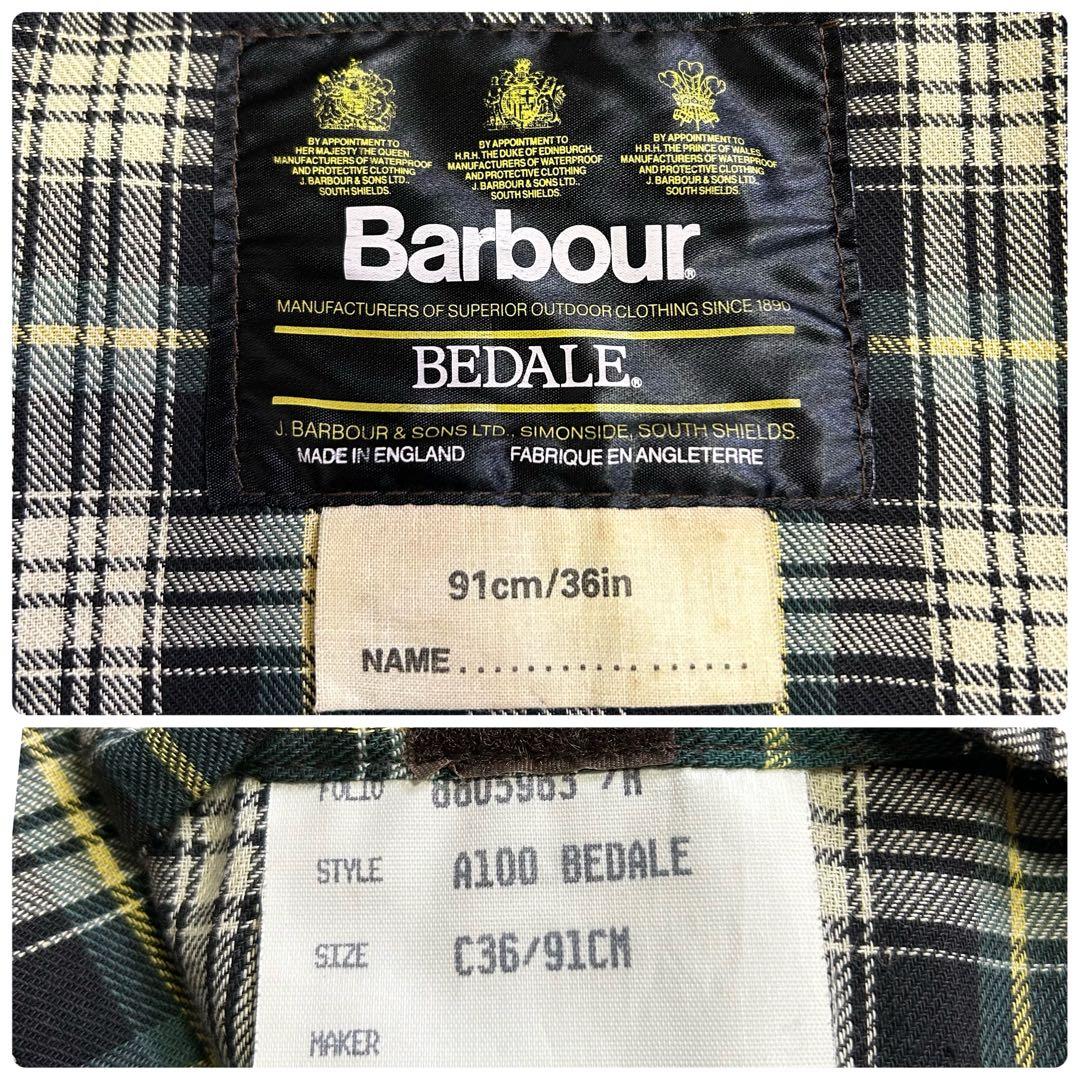 BY APPOINTMENT TO
HER MAJESTY THE QUEEN
MANUFACTURERS OF WATERPROOF
AND PROTECTIVE CLOTHING
J. BARBOUR & SONS LTD.,
SOUTH SHIELDS.
BY APPOINTMENT TO
H.R.H. THE DUKE OF EDINBURGH
MANUFACTURERS OF WATERPROOF
AND PROTECTIVE CLOTHING
J. BARBOUR & SONS LTD.,
SOUTH SHIELDS.
BY APPOINTMENT TO
H.R.H. THE PRINCE OF WALES
MANUFACTURERS OF WATERPROOF
AND PROTECTIVE CLOTHING
J. BARBOUR & SONS LTD.,
SOUTH SHIELDS.
Barbour®
MANUFACTURERS OF SUPERIOR OUTDOOR CLOTHING SINCE 1890
BEDALE®
J. BARBOUR & SONS LTD., SIMONSIDE, SOUTH SHIELDS.
MADE IN ENGLAND FABRIQUE EN ANGLETERRE
91cm/36in
NAME..................
FOLIO
STYLE A100 BEDALE
SIZE C36/91CM
MAKER